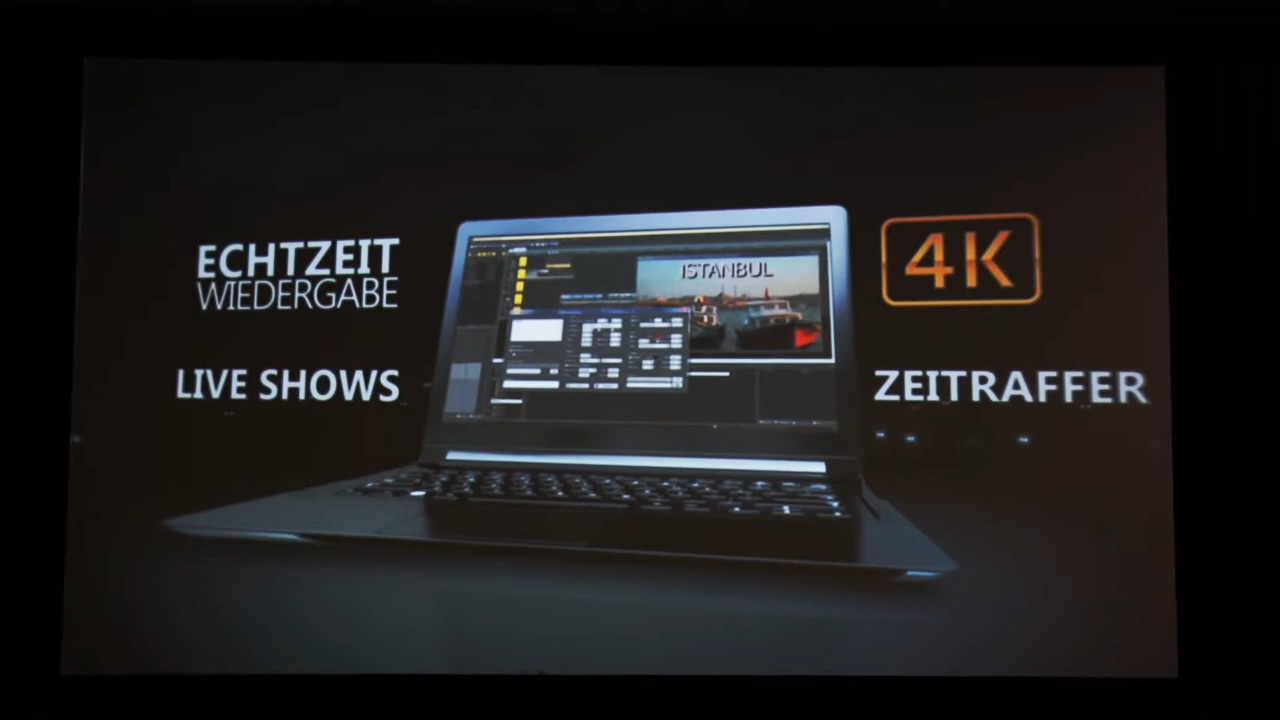 ECHTZEIT
WIEDERGABE
LIVE SHOWS
ISTANBUL
4K
ZEITRAFFER